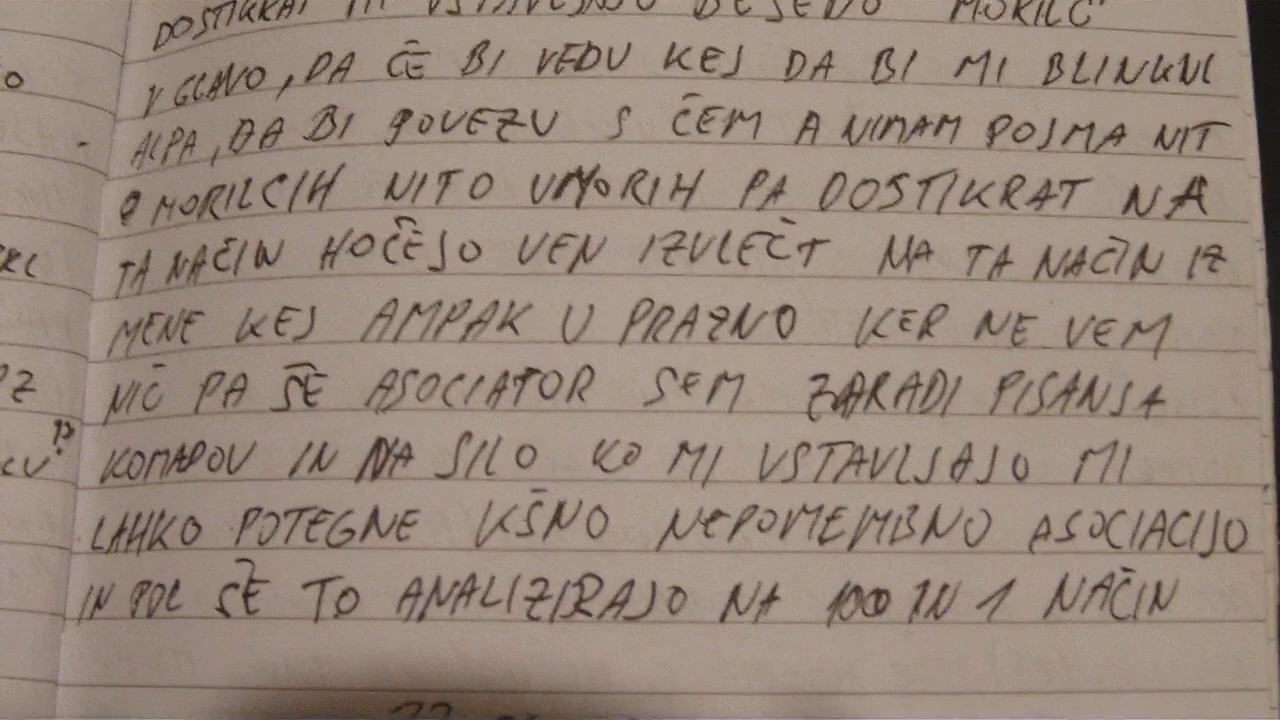 DOSTIKRAT MI VSTAVLJAJO BESEDO MORILC
V GLAVO, DA ČE BI VEDU KEJ DA BI MI BLINKNL
ALPA, DA BI POVEZU S ČEM A NIMAM POJMA NIT
O MORILCIH NITO UMORIH PA DOSTIKRAT NA
TA NAČIN HOČEJO VEN IZVLEČT NA TA NAČIN IZ
MENE KEJ AMPAK U PRAZNO KER NE VEM
NIČ PA ŠE ASOCIATOR SEM ZARADI PISANJA
KOMADOV IN NA SILO KO MI VSTAVLJAJO MI
LAHKO POTEGNE KŠNO NEPOMEMBNO ASOCIACIJO
IN POL ŠE TO ANALIZIRAJO NA 100 IN 1 NAČIN